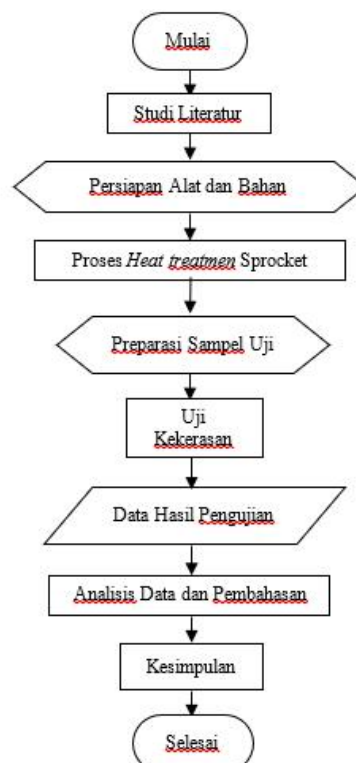 Mulai
Studi Literatur
Persiapan Alat dan Bahan
Proses Heat treatmen Sprocket
Preparasi Sampel Uji
Uji
Kekerasan
Data Hasil Pengujian
Analisis Data dan Pembahasan
Kesimpulan
Selesai